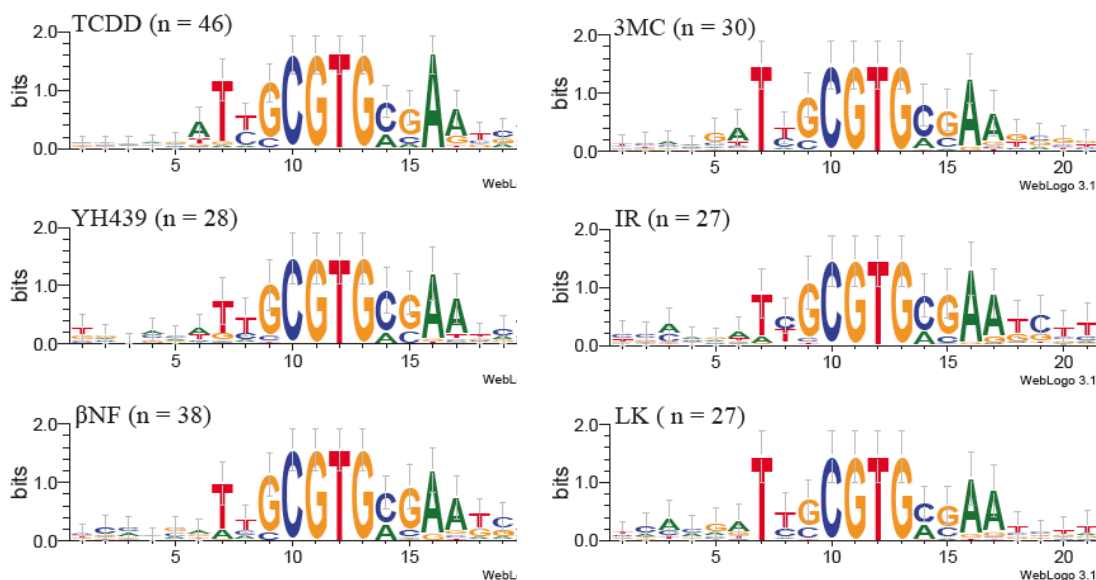 TCDD (n = 46)
2.0
1.0
0.0
bits
5
10
15
WebL
3MC (n = 30)
2.0
1.0
0.0
bits
5
10
15
20
WebLogo 3.1
YH439 (n = 28)
2.0
1.0
0.0
bits
5
10
15
WebL
IR (n = 27)
2.0
1.0
0.0
bits
5
10
15
20
WebLogo 3.1
βNF (n = 38)
2.0
1.0
0.0
bits
5
10
15
WebL
LK ( n = 27)
2.0
1.0
0.0
bits
5
10
15
20
WebLogo 3.1